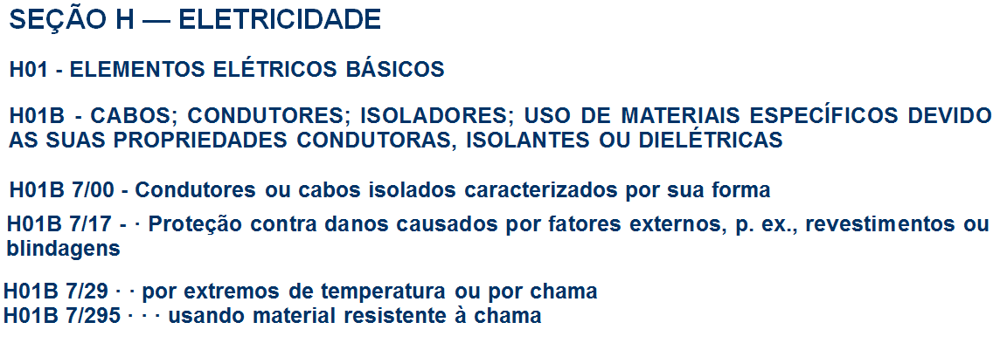 SEÇÃO H — ELETRICIDADE
H01 - ELEMENTOS ELÉTRICOS BÁSICOS
H01B - CABOS; CONDUTORES; ISOLADORES; USO DE MATERIAIS ESPECÍFICOS DEVIDO
AS SUAS PROPRIEDADES CONDUTORAS, ISOLANTES OU DIELÉTRICAS
H01B 7/00 - Condutores ou cabos isolados caracterizados por sua forma
H01B 7/17 - · Proteção contra danos causados por fatores externos, p. ex., revestimentos ou
blindagens
H01B 7/29 · · por extremos de temperatura ou por chama
H01B 7/295 · · · usando material resistente à chama